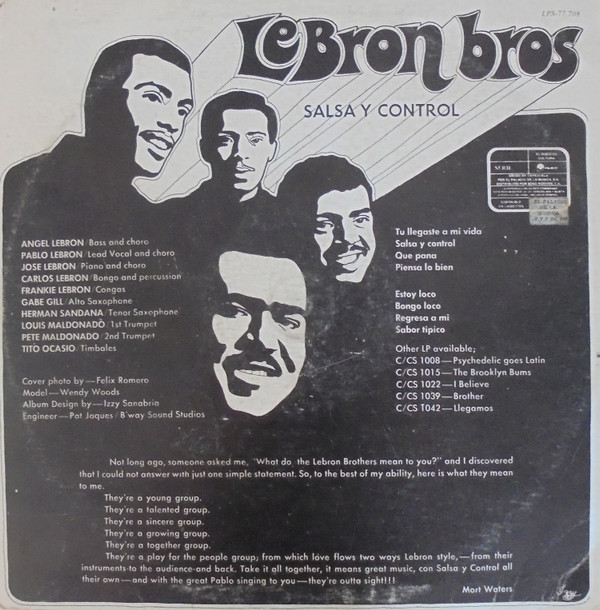 LPS-77.709
LeBron bros
SALSA Y CONTROL
ANGEL LEBRON/Bass and choro
PABLO LEBRON/Lead Vocal and choro
JOSE LEBRON/Piano and choro
CARLOS LEBRON/Bongo and percussion
FRANKIE LEBRON/Congas
GABE GILL/Alto Saxophone
HERMAN SANDANA/Tenor Saxophone
LOUIS MALDONADO/1st Trumpet
PETE MALDONADO/2nd Trumpet
TITO OCASIO/Timbales
Cover photo by—Felix Romero
Model—Wendy Woods
Album Design by—Izzy Sanabria
Engineer—Pat Jaques/B'way Sound Studios
Tu llegaste a mi vida
Salsa y control
Que pana
Piensa lo bien
Estoy loco
Bongo loco
Regresa a mi
Sabor tipico
Other LP available;
C/CS 1008—Psychedelic goes Latin
C/CS 1015—The Brooklyn Bums
C/CS 1022—I Believe
C/CS 1039—Brother
C/CS 1042—Llegamos
Not long ago, someone asked me, "What do the Lebron Brothers mean to you?" and I discovered
that I could not answer with just one simple statement. So, to the best of my ability, here is what they mean
to me.
They're a young group.
They're a talented group.
They're a sincere group.
They're a growing group.
They're a together group.
They're a play for the people group; from which love flows two ways Lebron style,—from their
instruments to the audience and back. Take it all together, it means great music, con Salsa y Control all
their own—and with the great Pablo singing to you—they're outta sight!!!
Mort Waters